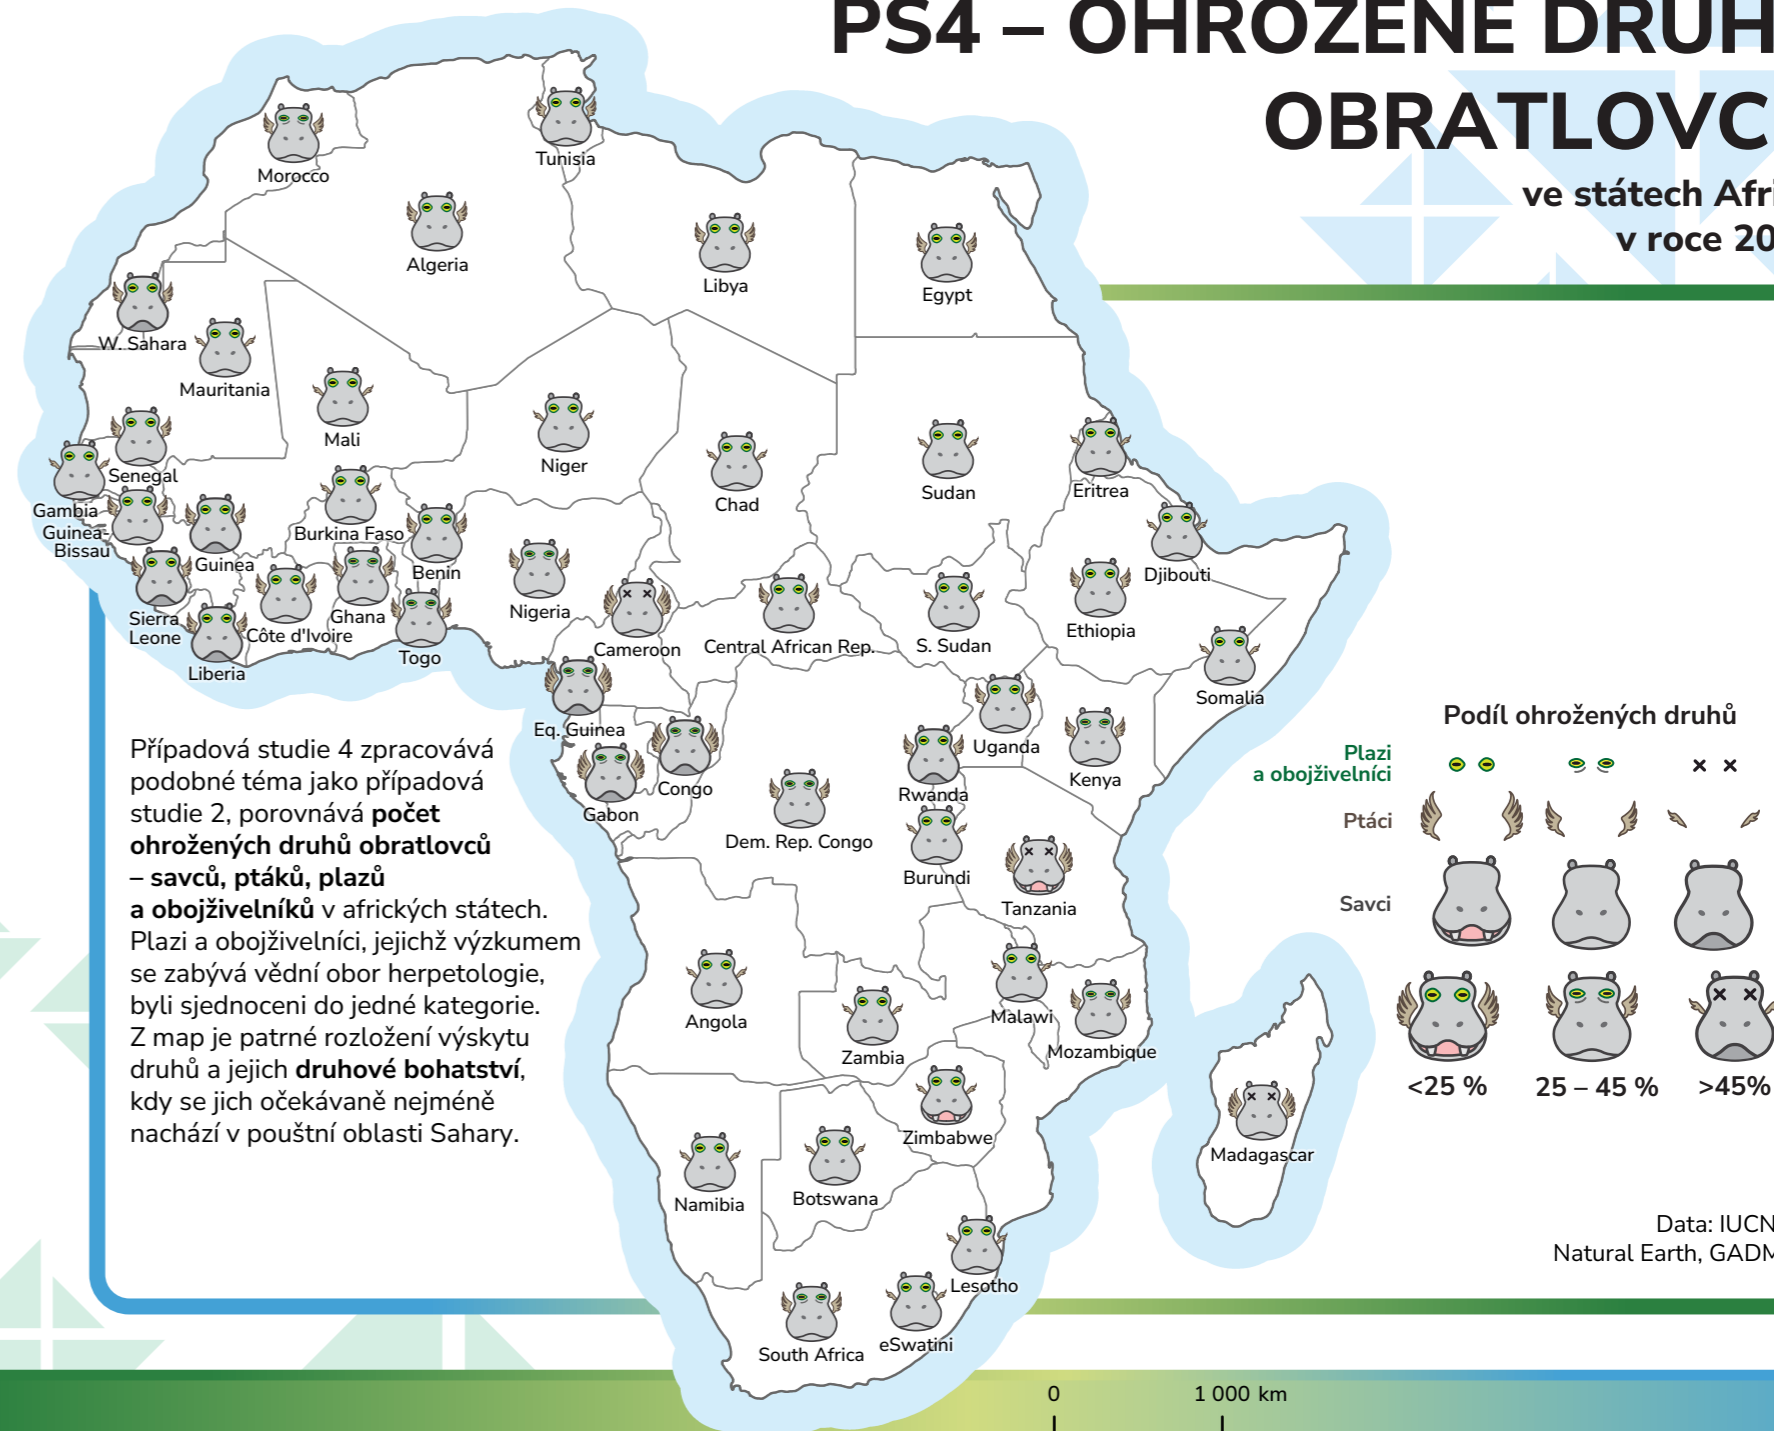 PS4 – OHROŽENÉ DRUH
OBRATLOVC
ve státech Afri
v roce 20
Morocco
Tunisia
Algeria
Libya
Egypt
W. Sahara
Mauritania
Mali
Niger
Chad
Sudan
Eritrea
Senegal
Gambia
Guinea-
Bissau
Guinea
Burkina Faso
Benin
Nigeria
Djibouti
Ethiopia
Sierra
Leone
Liberia
Côte d'Ivoire
Ghana
Togo
Cameroon
Central African Rep.
S. Sudan
Somalia
Eq. Guinea
Gabon
Congo
Dem. Rep. Congo
Uganda
Kenya
Rwanda
Burundi
Tanzania
Angola
Zambia
Malawi
Mozambique
Zimbabwe
Madagascar
Namibia
Botswana
Lesotho
eSwatini
South Africa
Případová studie 4 zpracovává
podobné téma jako případová
studie 2, porovnává počet
ohrožených druhů obratlovců
– savců, ptáků, plazů
a obojživelníků v afrických státech.
Plazi a obojživelníci, jejichž výzkumem
se zabývá vědní obor herpetologie,
byli sjednoceni do jedné kategorie.
Z map je patrné rozložení výskytu
druhů a jejich druhové bohatství,
kdy se jich očekávaně nejméně
nachází v pouštní oblasti Sahary.
Podíl ohrožených druhů
Plazi
a obojživelníci
Ptáci
Savci
<25 %
25 – 45 %
>45%
Data: IUCN
Natural Earth, GADM
0
1 000 km